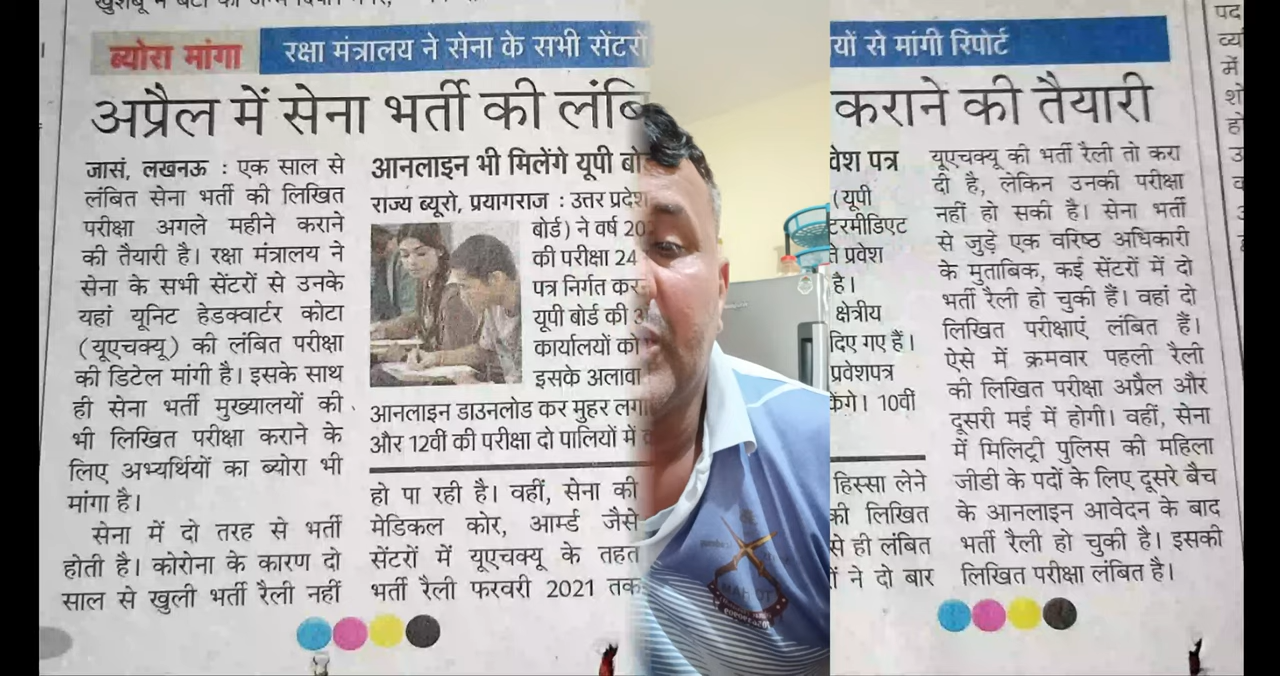 ब्योरा मांगा
रक्षा मंत्रालय ने सेना के सभी सेंटरों
यों से मांगी रिपोर्ट
अप्रैल में सेना भर्ती की लंबि
कराने की तैयारी
जासं, लखनऊ : एक साल से
लंबित सेना भर्ती की लिखित
परीक्षा अगले महीने कराने
की तैयारी है। रक्षा मंत्रालय ने
सेना के सभी सेंटरों से उनके
यहां यूनिट हेडक्वार्टर कोटा
(यूएचक्यू) की लंबित परीक्षा
की डिटेल मांगी है। इसके साथ
ही सेना भर्ती मुख्यालयों की
भी लिखित परीक्षा कराने के
लिए अभ्यर्थियों का ब्योरा भी
मांगा है।
सेना में दो तरह से भर्ती
होती है। कोरोना के कारण दो
साल से खुली भर्ती रैली नहीं
आनलाइन भी मिलेंगे यूपी बो
राज्य ब्यूरो, प्रयागराज : उत्तर प्रदेश
बोर्ड) ने वर्ष 20
की परीक्षा 24
पत्र निर्गत कर
यूपी बोर्ड की
कार्यालयों को
इसके अलावा
आनलाइन डाउनलोड कर मुहर लगा
और 12वीं की परीक्षा दो पालियों में
वेश पत्र
(यूपी
टरमीडिएट
ने प्रवेश
है।
क्षेत्रीय
दिए गए हैं।
प्रवेशपत्र
केंगे। 10वीं
हो पा रही है। वहीं, सेना की
मेडिकल कोर, आर्म्ड जैसे
सेंटरों में यूएचक्यू के तहत
भर्ती रैली फरवरी 2021 तक
हिस्सा लेने
की लिखित
से ही लंबित
ने दो बार
यूएचक्यू की भर्ती रैली तो करा
दी है, लेकिन उनकी परीक्षा
नहीं हो सकी है। सेना भर्ती
से जुड़े एक वरिष्ठ अधिकारी
के मुताबिक, कई सेंटरों में दो
भर्ती रैली हो चुकी हैं। वहां दो
लिखित परीक्षाएं लंबित हैं।
ऐसे में क्रमवार पहली रैली
की लिखित परीक्षा अप्रैल और
दूसरी मई में होगी। वहीं, सेना
में मिलिट्री पुलिस की महिला
जीडी के पदों के लिए दूसरे बैच
के आनलाइन आवेदन के बाद
भर्ती रैली हो चुकी है। इसकी
लिखित परीक्षा लंबित है।